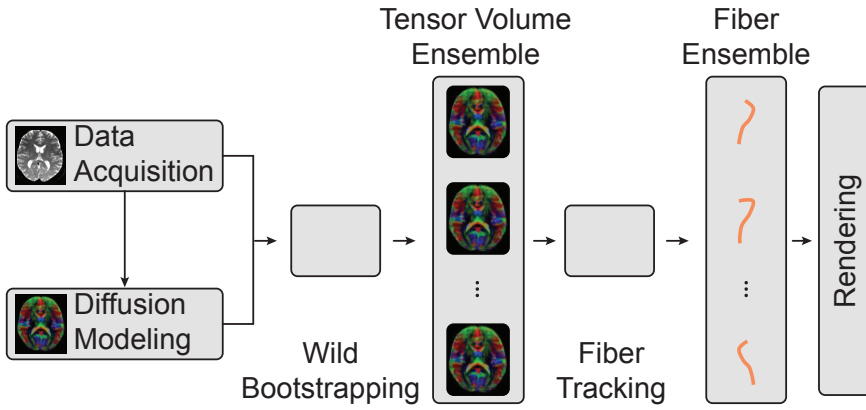 Tensor Volume
Ensemble
Fiber
Ensemble
Data
Acquisition
Diffusion
Modeling
Wild
Bootstrapping
...
Fiber
Tracking
...
Rendering